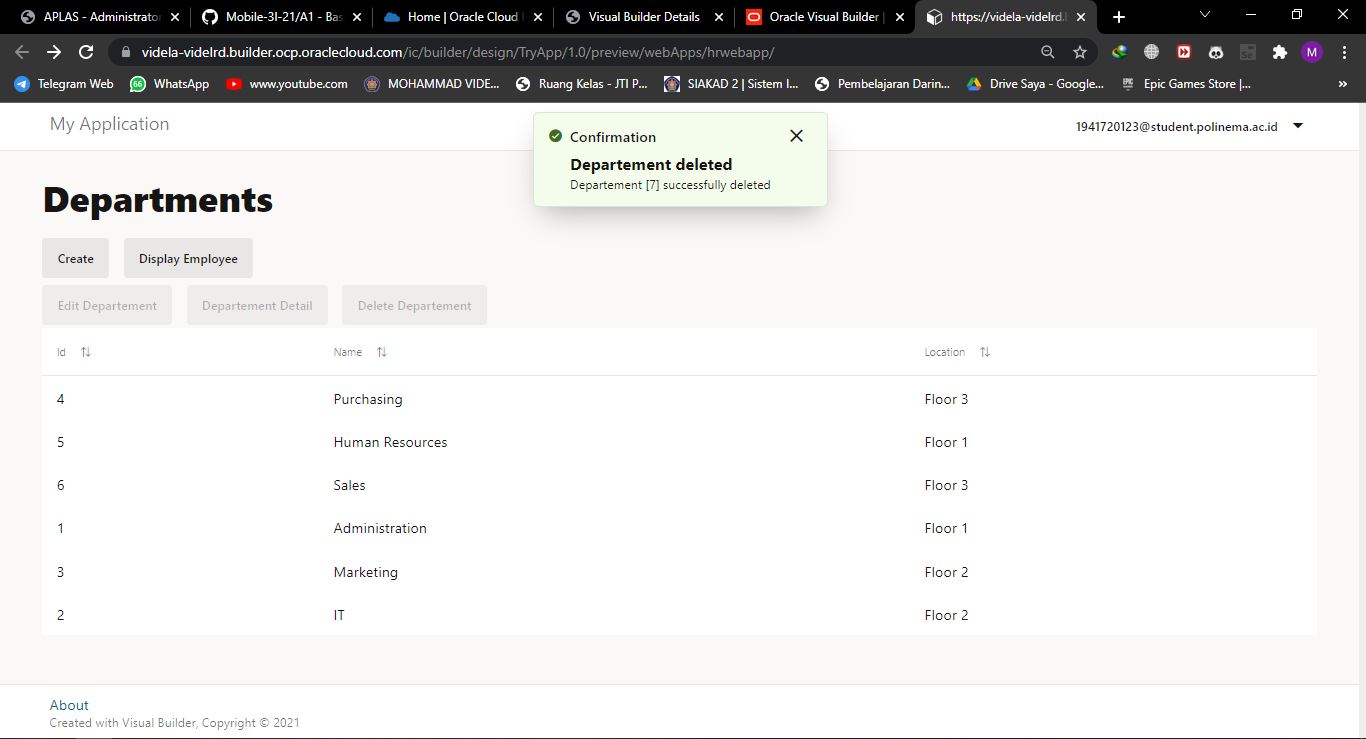 APLAS - Administrator
Mobile-3I-21/A1 - Bas
Home | Oracle Cloud I
Visual Builder Details
Oracle Visual Builder |
https://videla-videlrd.b
videla-videlrd.builder.ocp.oraclecloud.com/ic/builder/design/TryApp/1.0/preview/webApps/hrwebapp/
M
Telegram Web
66
WhatsApp
www.youtube.com
MOHAMMAD VIDE...
Ruang Kelas - JTI P...
SIAKAD 2 | Sistem I...
Pembelajaran Darin...
Drive Saya - Google...
EPIC
Epic Games Store |...
»
My Application
1941720123@student.polinema.ac.id
Confirmation
Departement deleted
Departement [7] successfully deleted
Departments
Create Display Employee
Edit Departement Departement Detail Delete Departement
Id Name Location
4 Purchasing Floor 3
5 Human Resources Floor 1
6 Sales Floor 3
1 Administration Floor 1
3 Marketing Floor 2
2 IT Floor 2
About
Created with Visual Builder, Copyright © 2021